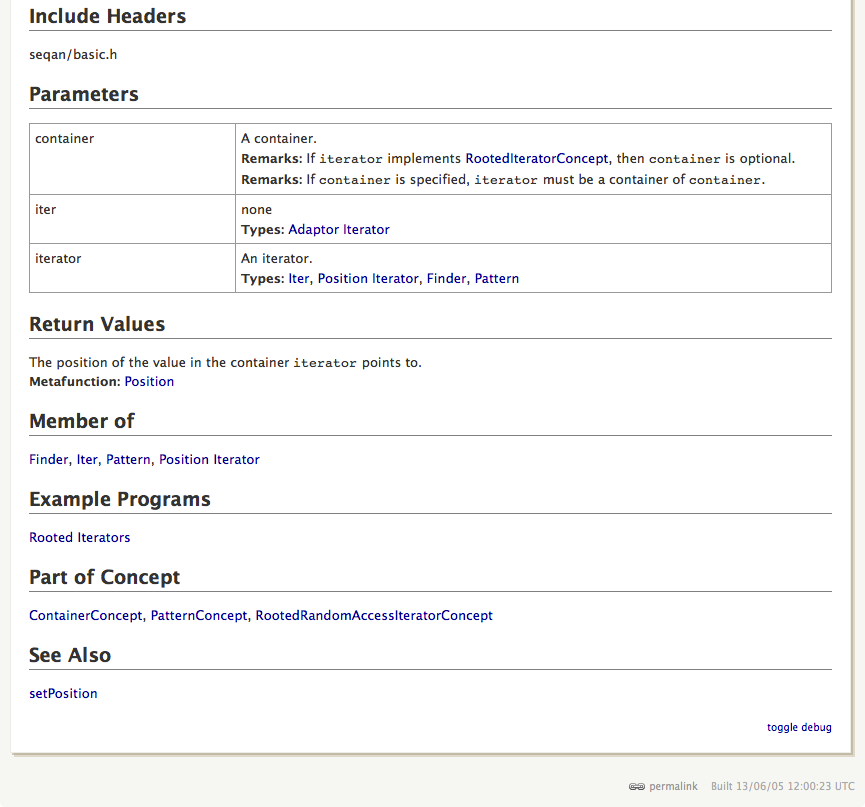 Include Headers
seqan/basic.h
Parameters
container
A container.
Remarks: If iterator implements RootedIteratorConcept, then container is optional.
Remarks: If container is specified, iterator must be a container of container.
iter
none
Types: Adaptor Iterator
iterator
An iterator.
Types: Iter, Position Iterator, Finder, Pattern
Return Values
The position of the value in the container iterator points to.
Metafunction: Position
Member of
Finder, Iter, Pattern, Position Iterator
Example Programs
Rooted Iterators
Part of Concept
ContainerConcept, PatternConcept, RootedRandomAccessIteratorConcept
See Also
setPosition
toggle debug
permalink Built 13/06/05 12:00:23 UTC